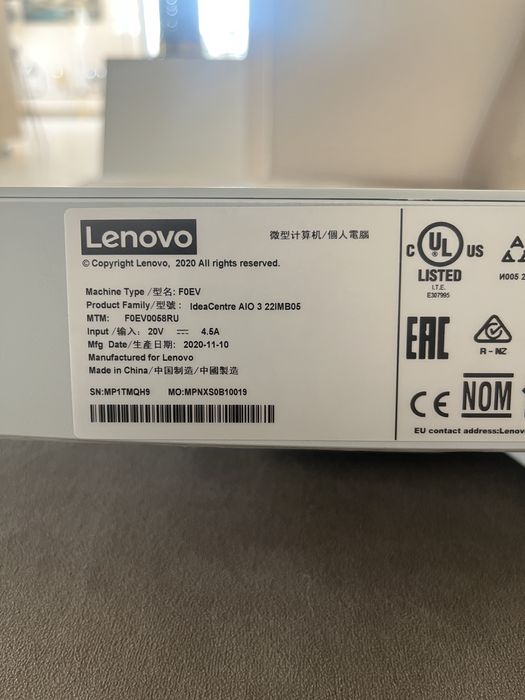 Lenovo
微型计算机/個人電腦
© Copyright Lenovo, 2020 All rights reserved.
Machine Type /型名: F0EV
Product Family/型號: IdeaCentre AIO 3 22IMB05
MTM: F0EV0058RU
Input /输入: 20V ⎓ 4.5A
Mfg Date/生產日期: 2020-11-10
Manufactured for Lenovo
Made in China/中国制造/中國製造
SN:MP1TMQH9 MO:MPNXS0B10019
C UL US
LISTED
I.T.E.
E307995
И005 2
EAC
R-NZ
CE NOM
EU contact address:Lenov